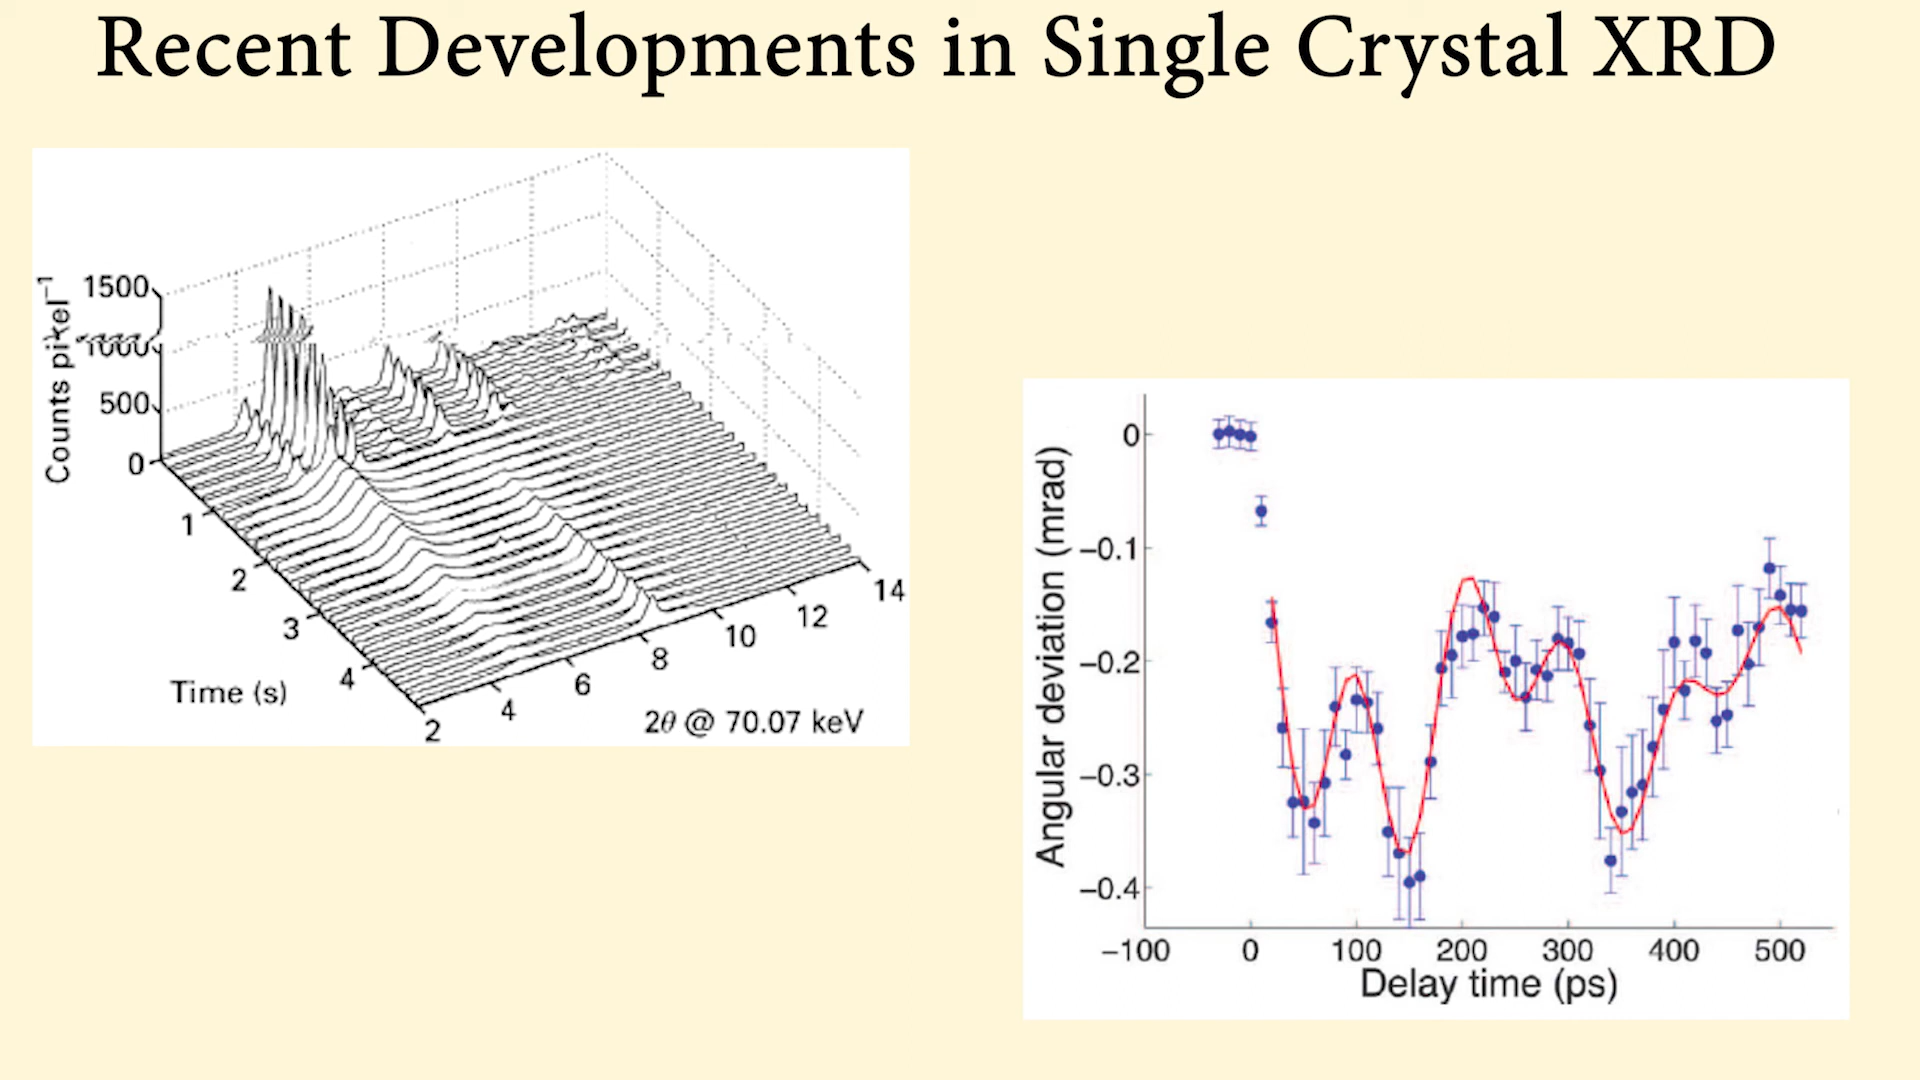 Recent Developments in Single Crystal XRD
Counts pixel⁻¹
1500
1000
500
0
1
2
3
4
Time (s)
2
4
6
8
10
12
14
2θ @ 70.07 keV
Angular deviation (mrad)
0
−0.1
−0.2
−0.3
−0.4
−100 0 100 200 300 400 500
Delay time (ps)